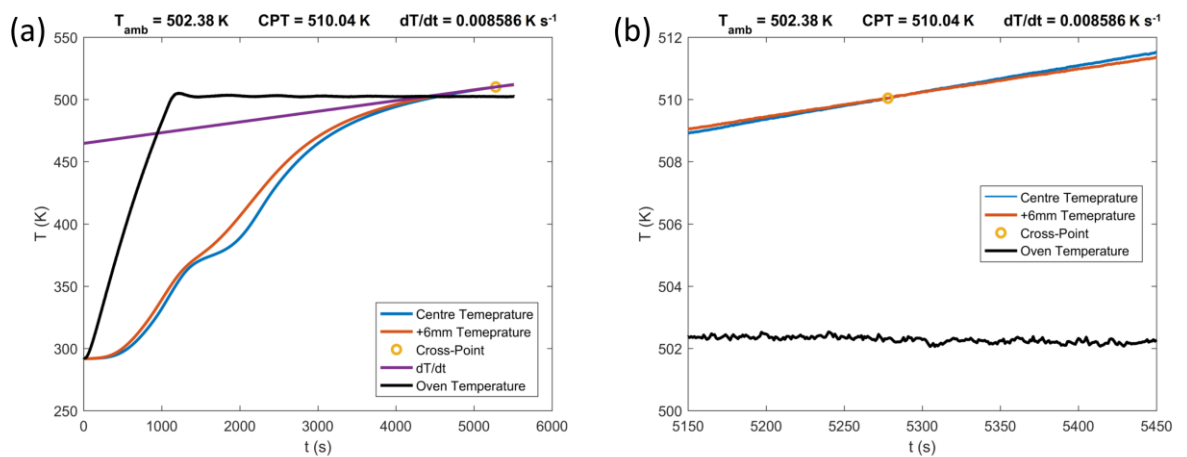 (a)
T_amb = 502.38 K CPT = 510.04 K dT/dt = 0.008586 K s⁻¹
550
500
450
400
350
300
250
T (K)
0 1000 2000 3000 4000 5000 6000
t (s)
Centre Temeprature
+6mm Temeprature
Cross-Point
dT/dt
Oven Temperature
(b)
T_amb = 502.38 K CPT = 510.04 K dT/dt = 0.008586 K s⁻¹
512
510
508
506
504
502
500
T (K)
5150 5200 5250 5300 5350 5400 5450
t (s)
Centre Temeprature
+6mm Temeprature
Cross-Point
Oven Temperature